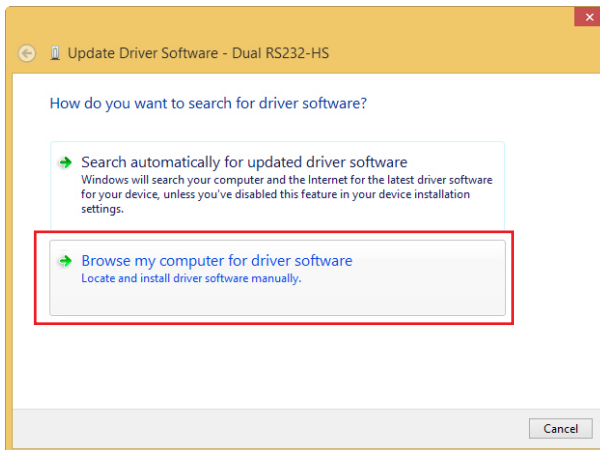 Update Driver Software - Dual RS232-HS
How do you want to search for driver software?
Search automatically for updated driver software
Windows will search your computer and the Internet for the latest driver software
for your device, unless you've disabled this feature in your device installation
settings.
Browse my computer for driver software
Locate and install driver software manually.
Cancel